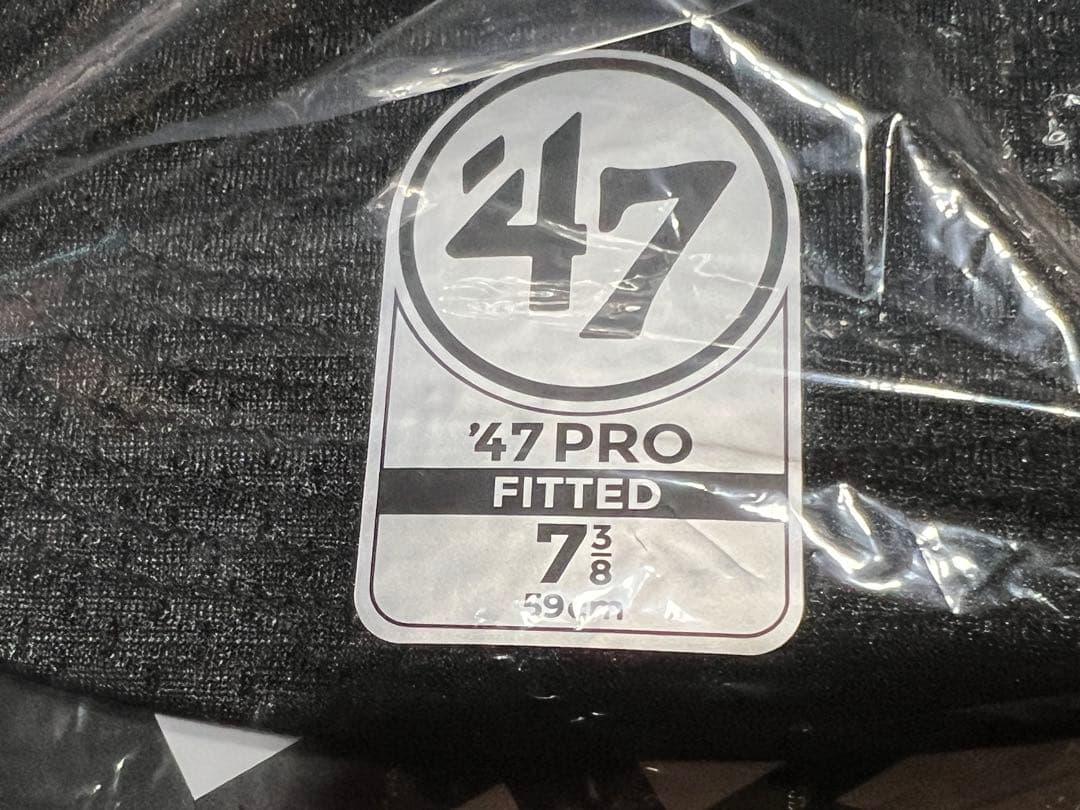 '47
'47 PRO
FITTED
7 3/8
59cm